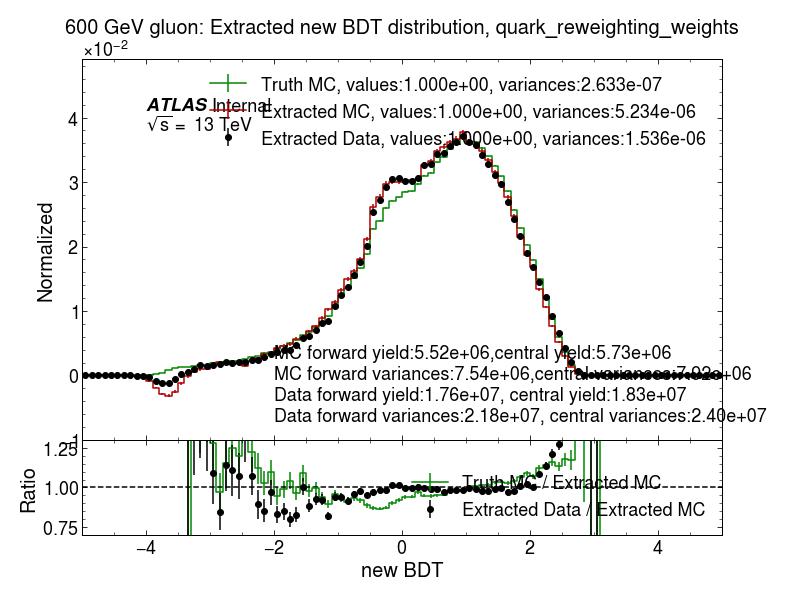 600 GeV gluon: Extracted new BDT distribution, quark_reweighting_weights
×10⁻²
Truth MC, values:1.000e+00, variances:2.633e-07
ATLAS Internal
Extracted MC, values:1.000e+00, variances:5.234e-06
√s = 13 TeV
Extracted Data, values:1.000e+00, variances:1.536e-06
4
3
2
1
0
Normalized
MC forward yield:5.52e+06,central yield:5.73e+06
MC forward variances:7.54e+06,central variances:7.92e+06
Data forward yield:1.76e+07, central yield:1.83e+07
Data forward variances:2.18e+07, central variances:2.40e+07
1.25
1.00
0.75
Ratio
Truth MC / Extracted MC
Extracted Data / Extracted MC
−4 −2 0 2 4
new BDT